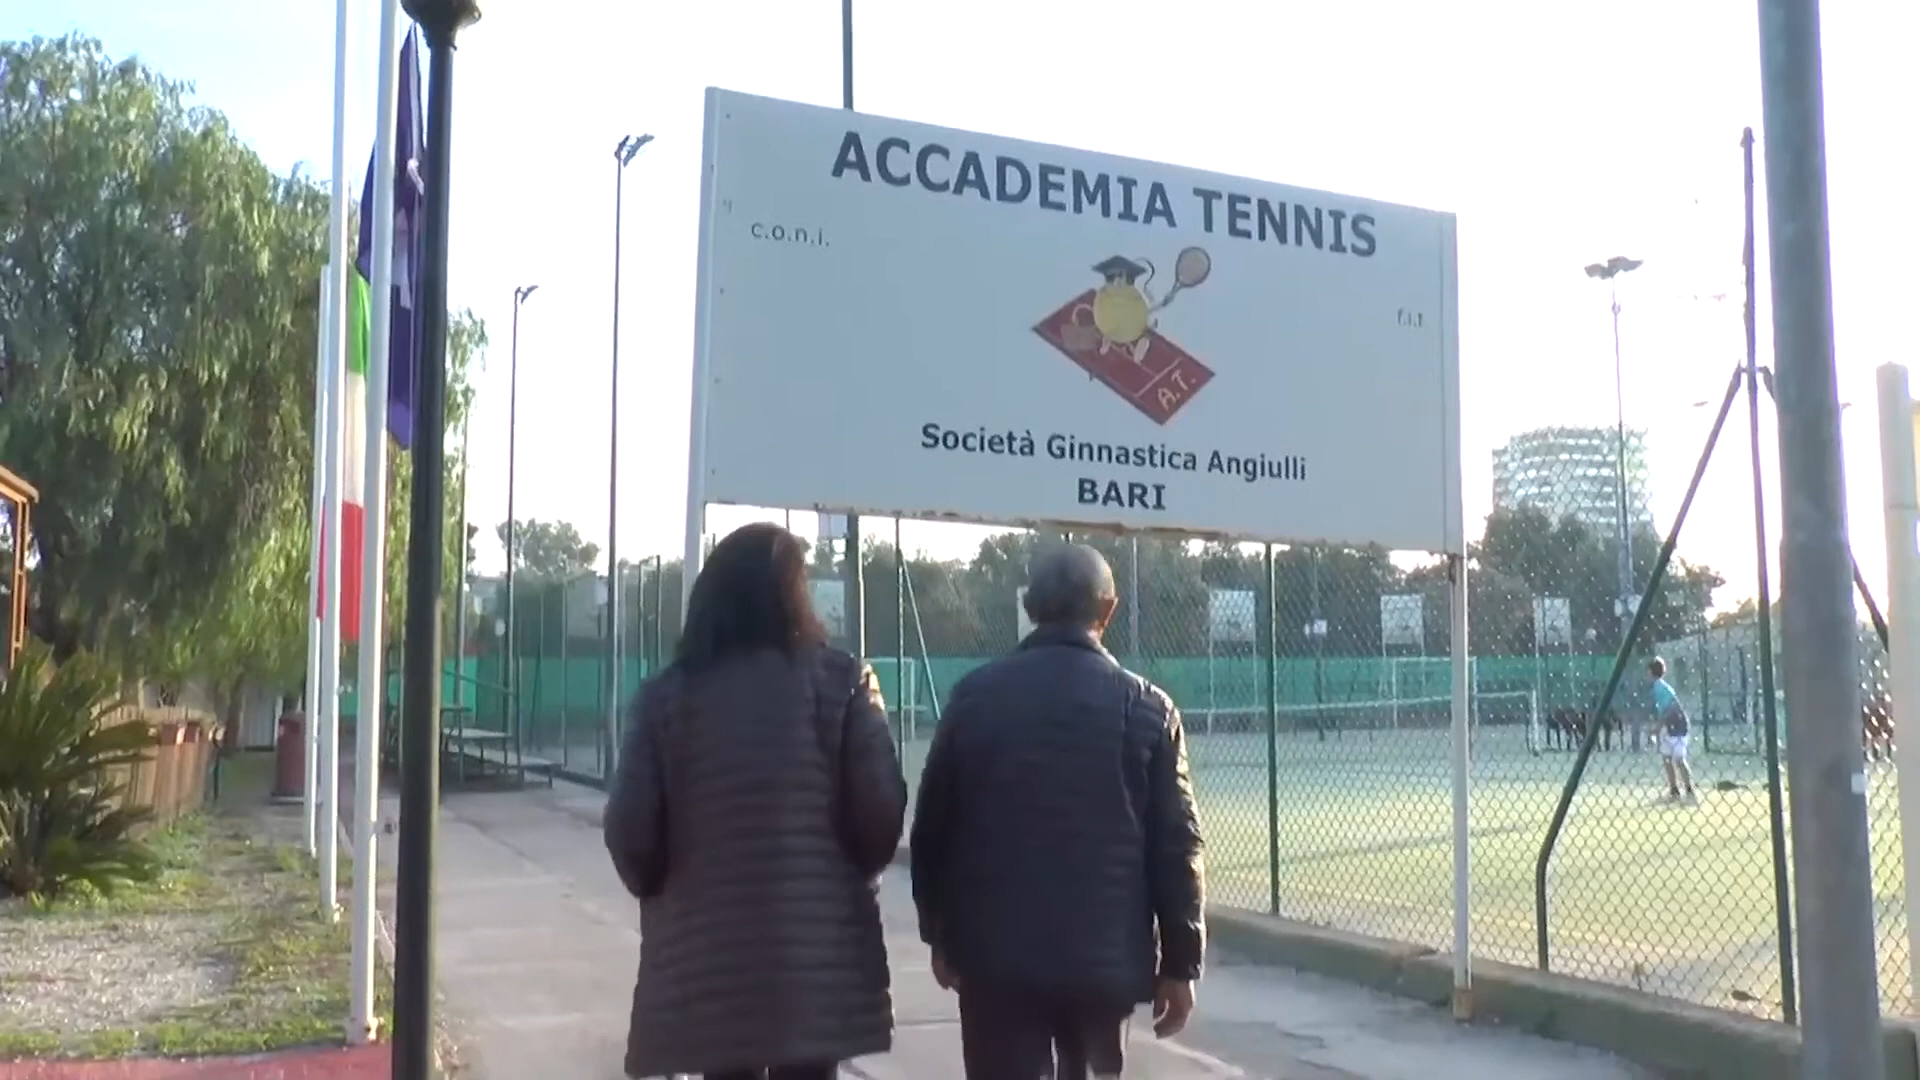 ACCADEMIA TENNIS
c.o.n.i.
f.i.t.
A.T.
Società Ginnastica Angiulli
BARI